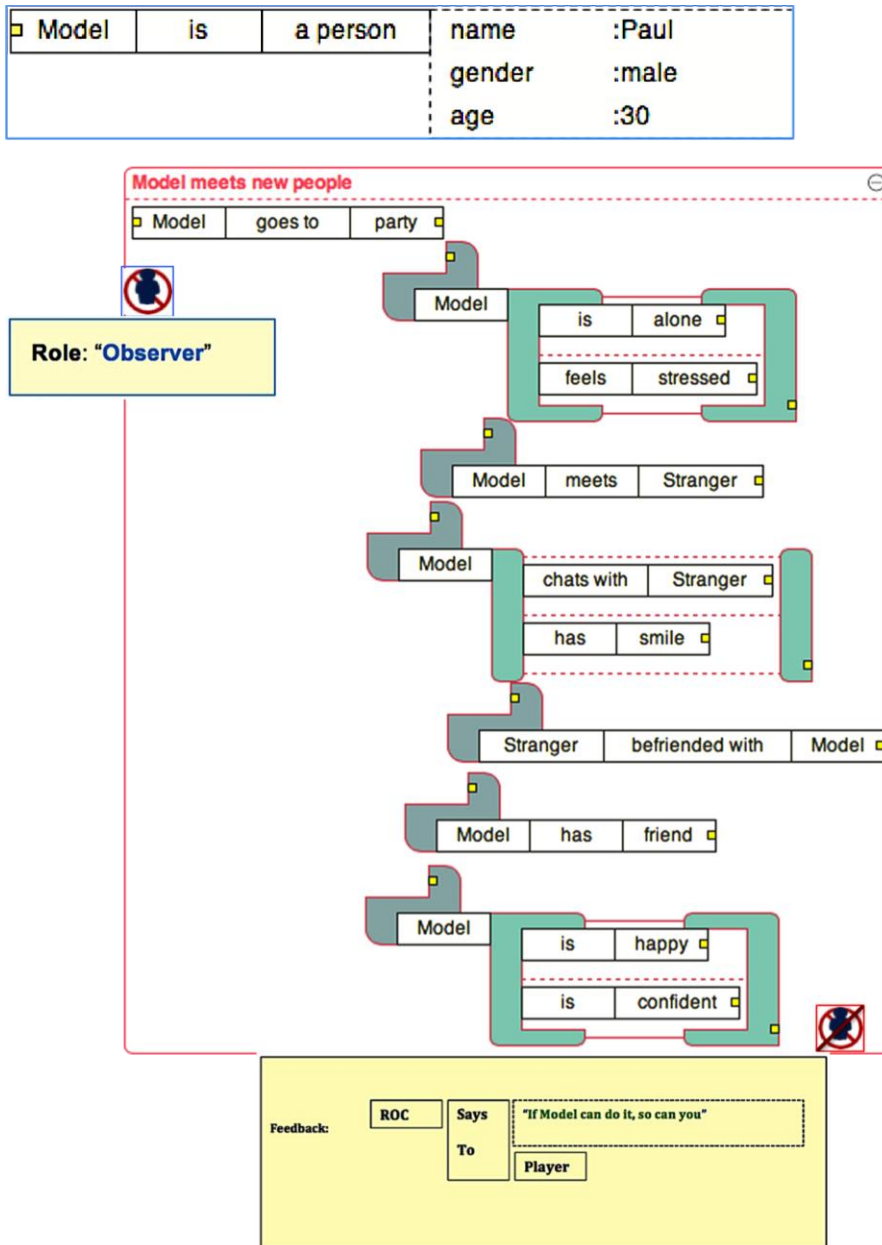 Model is a person name :Paul
gender :male
age :30
Model meets new people
Model goes to party
Role: "Observer"
Model is alone
feels stressed
Model meets Stranger
Model chats with Stranger
has smile
Stranger befriended with Model
Model has friend
Model is happy
is confident
Feedback: ROC Says "If Model can do it, so can you"
To Player